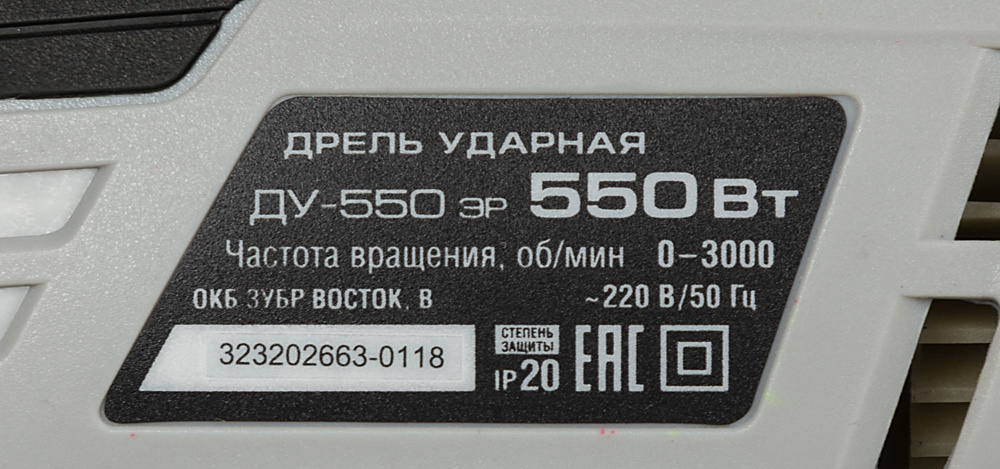 ДРЕЛЬ УДАРНАЯ
ДУ-550 ЭР 550 Вт
Частота вращения, об/мин 0-3000
ОКБ ЗУБР ВОСТОК, В ~220 В/50 Гц
323202663-0118
СТЕПЕНЬ
ЗАЩИТЫ
IP20 EAC